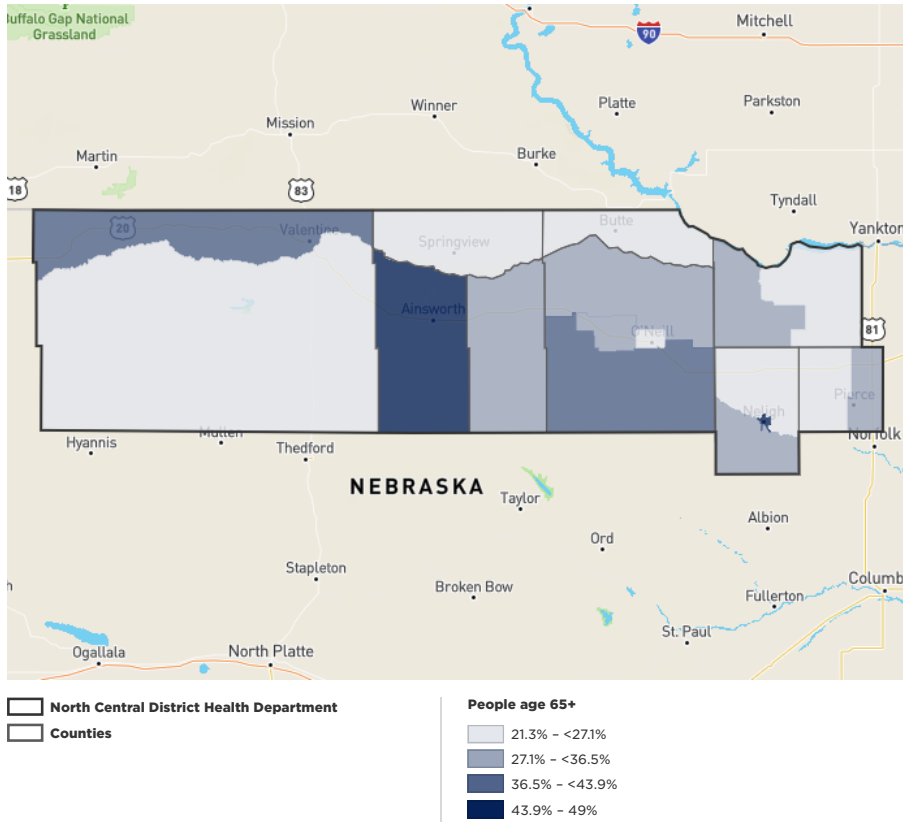 Buffalo Gap National
Grassland
90
Mitchell
Winner
Platte
Parkston
Mission
Martin
Burke
18
83
Tyndall
20
Valentine
Butte
Yankton
Springview
Ainsworth
O'Neill
81
Neligh
Pierce
Hyannis
Mullen
Thedford
Norfolk
NEBRASKA
Taylor
Albion
Ord
Stapleton
Broken Bow
Columb
Fullerton
St. Paul
Ogallala
North Platte
North Central District Health Department
Counties
People age 65+
21.3% – <27.1%
27.1% – <36.5%
36.5% – <43.9%
43.9% – 49%